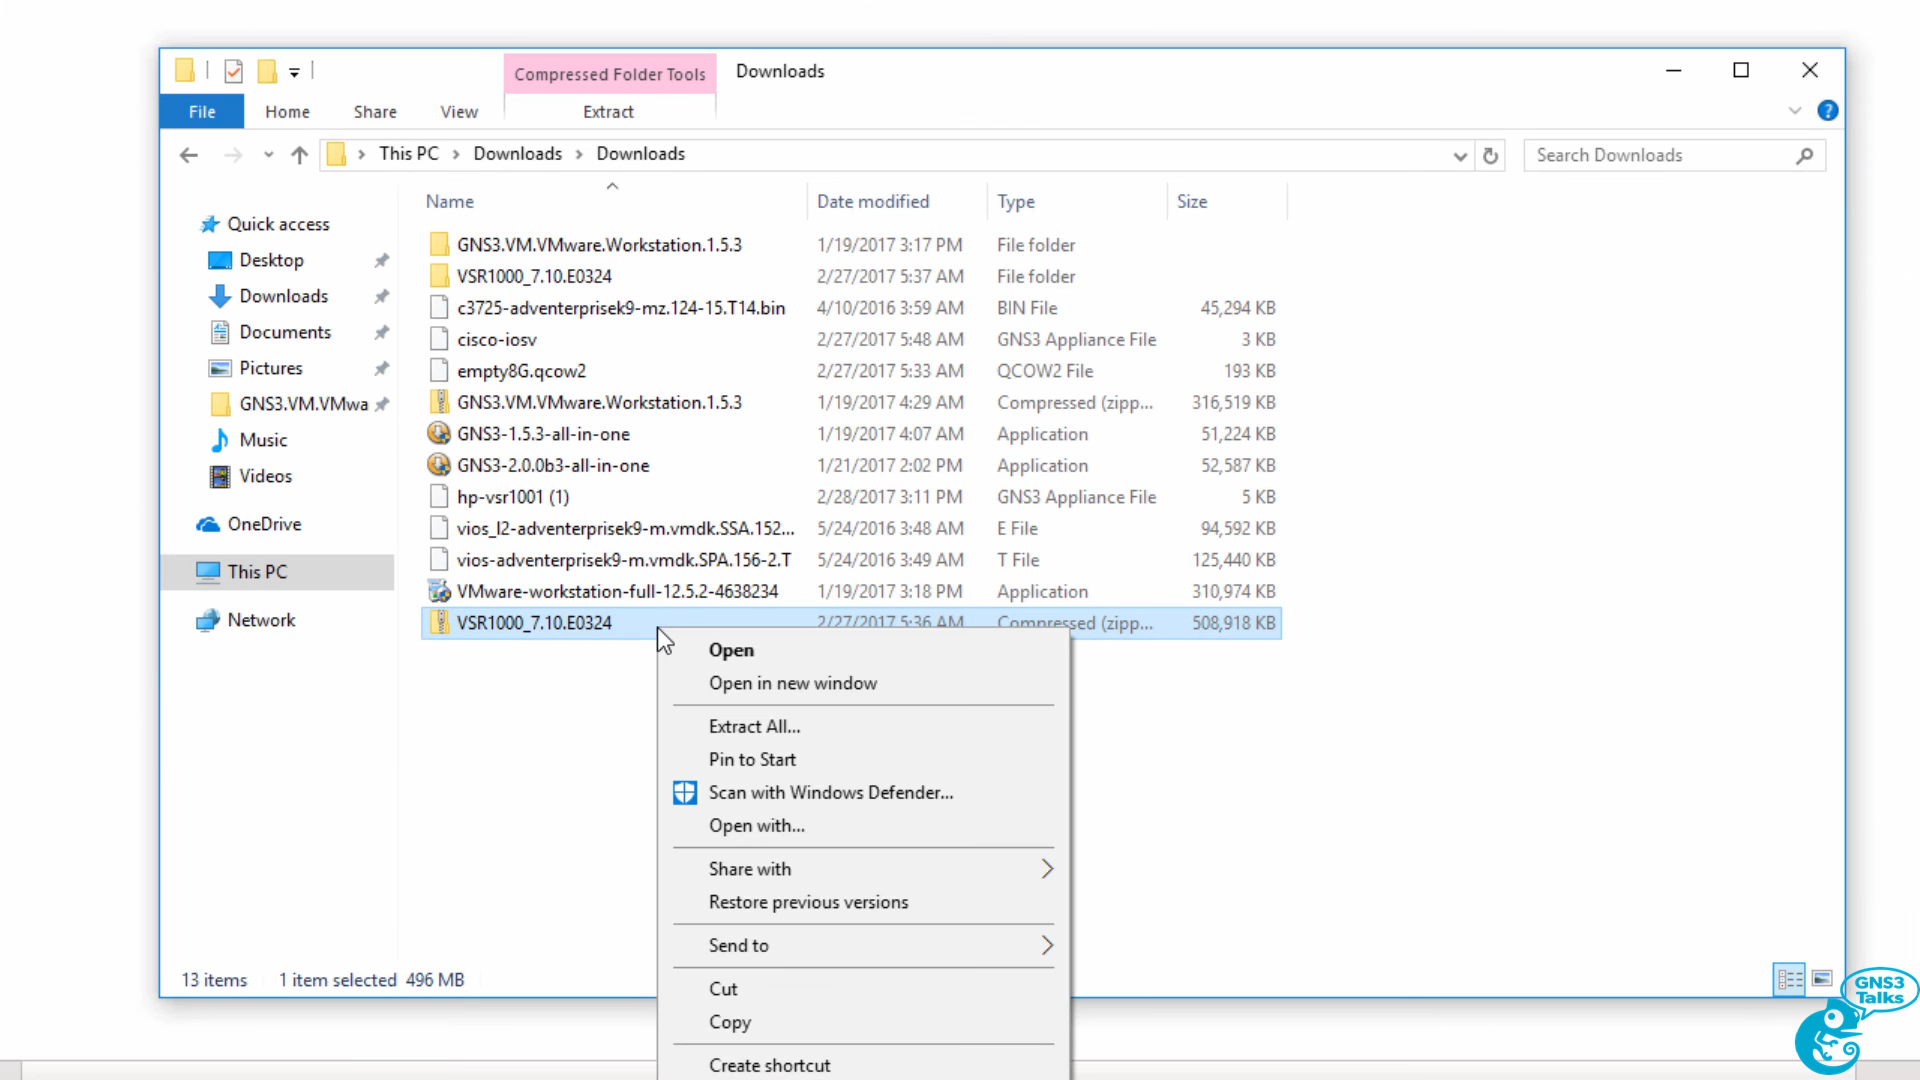 Compressed Folder Tools
Downloads
File
Home
Share
View
Extract
This PC
Downloads
Downloads
Search Downloads
Name
Date modified
Type
Size
Quick access
Desktop
Downloads
Documents
Pictures
GNS3.VM.VMwa
Music
Videos
OneDrive
This PC
Network
GNS3.VM.VMware.Workstation.1.5.3 1/19/2017 3:17 PM File folder
VSR1000_7.10.E0324 2/27/2017 5:37 AM File folder
c3725-adventerprisek9-mz.124-15.T14.bin 4/10/2016 3:59 AM BIN File 45,294 KB
cisco-iosv 2/27/2017 5:48 AM GNS3 Appliance File 3 KB
empty8G.qcow2 2/27/2017 5:33 AM QCOW2 File 193 KB
GNS3.VM.VMware.Workstation.1.5.3 1/19/2017 4:29 AM Compressed (zipp... 316,519 KB
GNS3-1.5.3-all-in-one 1/19/2017 4:07 AM Application 51,224 KB
GNS3-2.0.0b3-all-in-one 1/21/2017 2:02 PM Application 52,587 KB
hp-vsr1001 (1) 2/28/2017 3:11 PM GNS3 Appliance File 5 KB
vios_l2-adventerprisek9-m.vmdk.SSA.152... 5/24/2016 3:48 AM E File 94,592 KB
vios-adventerprisek9-m.vmdk.SPA.156-2.T 5/24/2016 3:49 AM T File 125,440 KB
VMware-workstation-full-12.5.2-4638234 1/19/2017 3:18 PM Application 310,974 KB
VSR1000_7.10.E0324 2/27/2017 5:36 AM Compressed (zipp... 508,918 KB
Open
Open in new window
Extract All...
Pin to Start
Scan with Windows Defender...
Open with...
Share with
Restore previous versions
Send to
Cut
Copy
Create shortcut
13 items 1 item selected 496 MB
GNS3
Talks